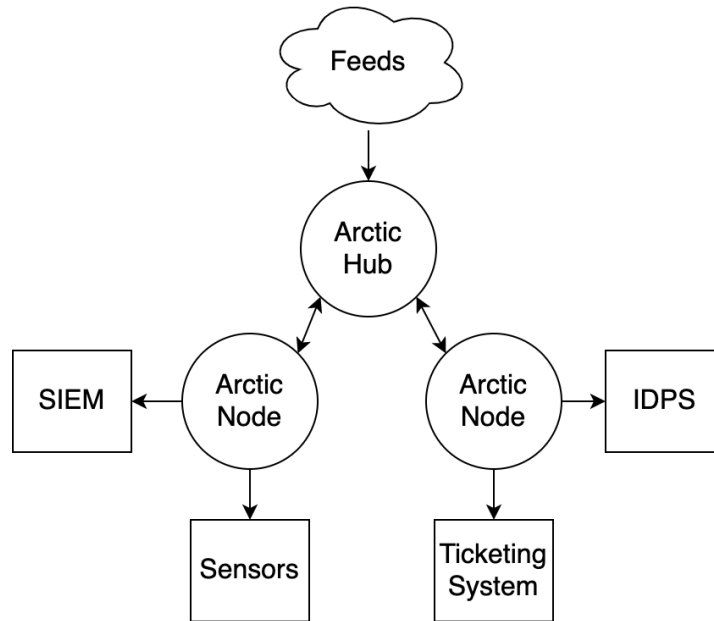 Feeds
Arctic
Hub
SIEM
Arctic
Node
Arctic
Node
IDPS
Sensors
Ticketing
System